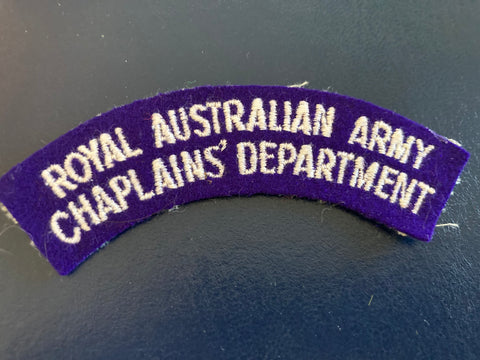 ROYAL AUSTRALIAN ARMY
CHAPLAINS' DEPARTMENT